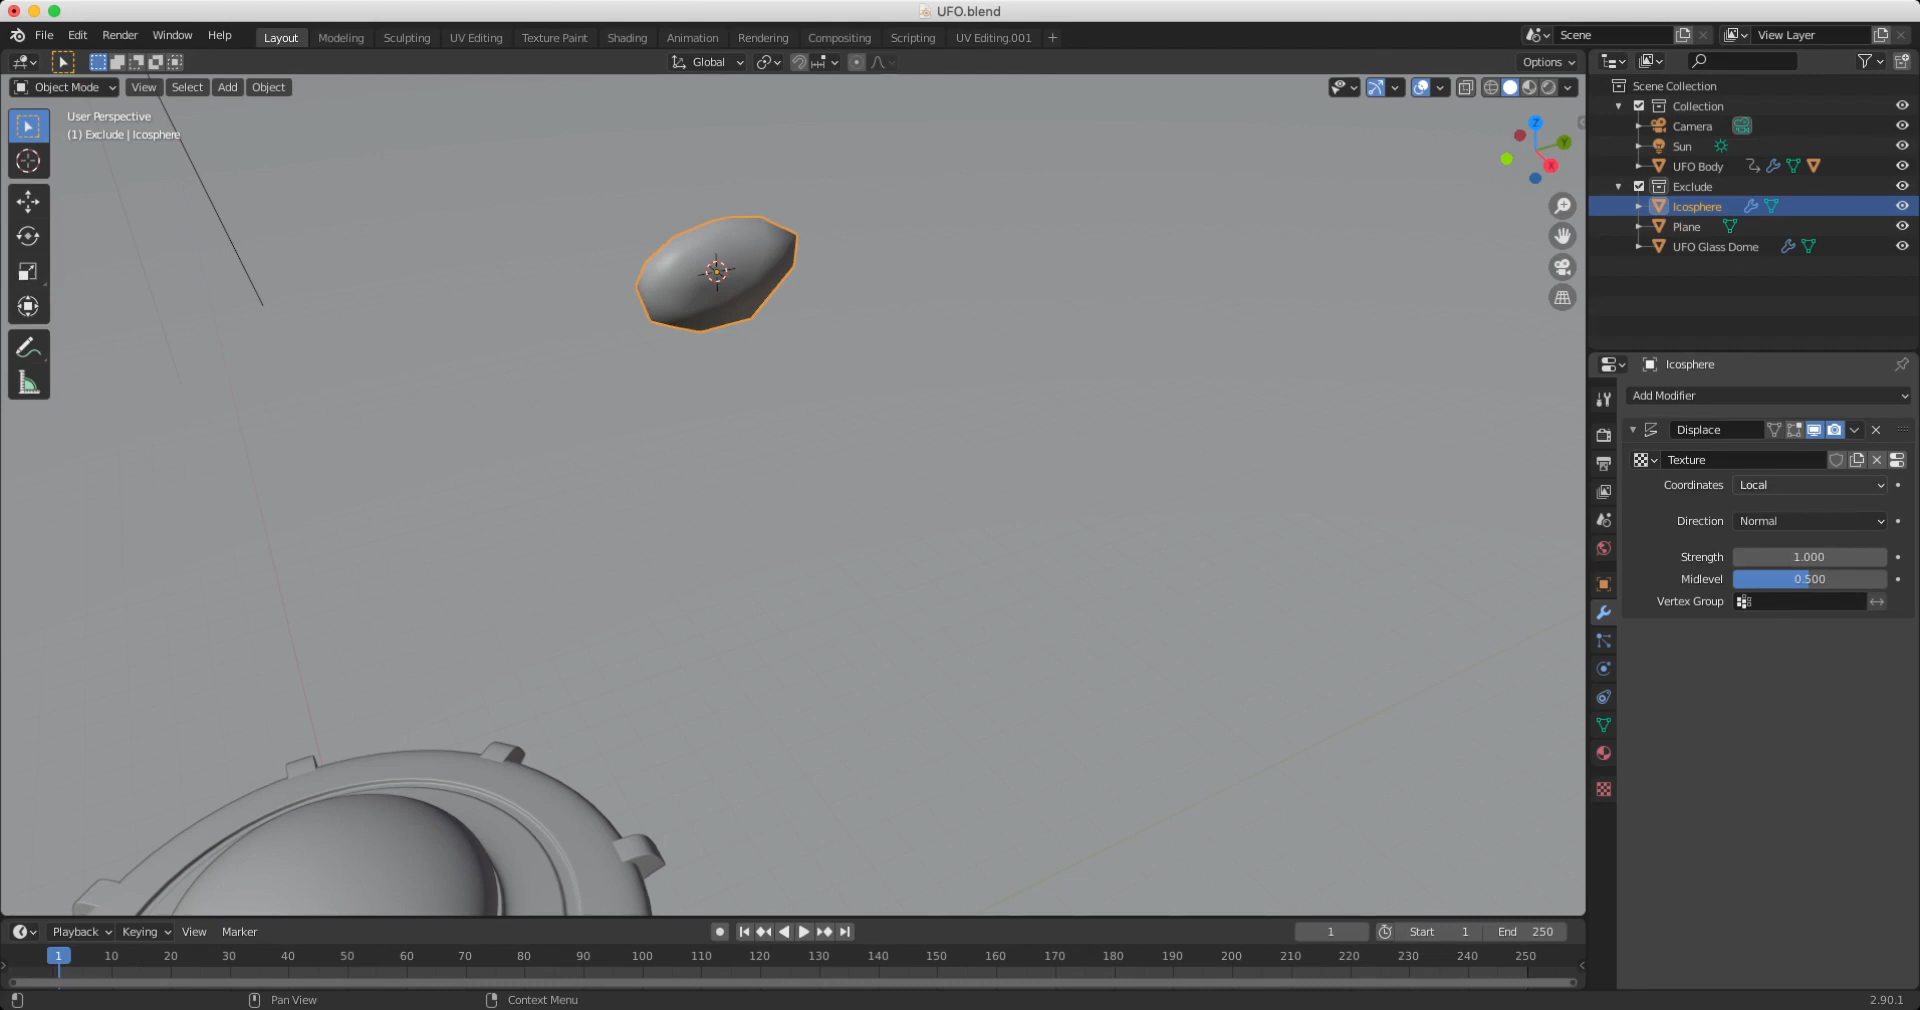 UFO.blend
File Edit Render Window Help Layout Modeling Sculpting UV Editing Texture Paint Shading Animation Rendering Compositing Scripting UV Editing.001 Scene View Layer
Global Options
Object Mode View Select Add Object
User Perspective
(1) Exclude | Icosphere
Z
Y
X
Scene Collection
Collection
Camera
Sun
UFO Body
Exclude
Icosphere
Plane
UFO Glass Dome
Icosphere
Add Modifier
Displace
Texture
Coordinates Local
Direction Normal
Strength 1.000
Midlevel 0.500
Vertex Group
Playback Keying View Marker 1 Start 1 End 250
1 10 20 30 40 50 60 70 80 90 100 110 120 130 140 150 160 170 180 190 200 210 220 230 240 250
Pan View Context Menu 2.90.1